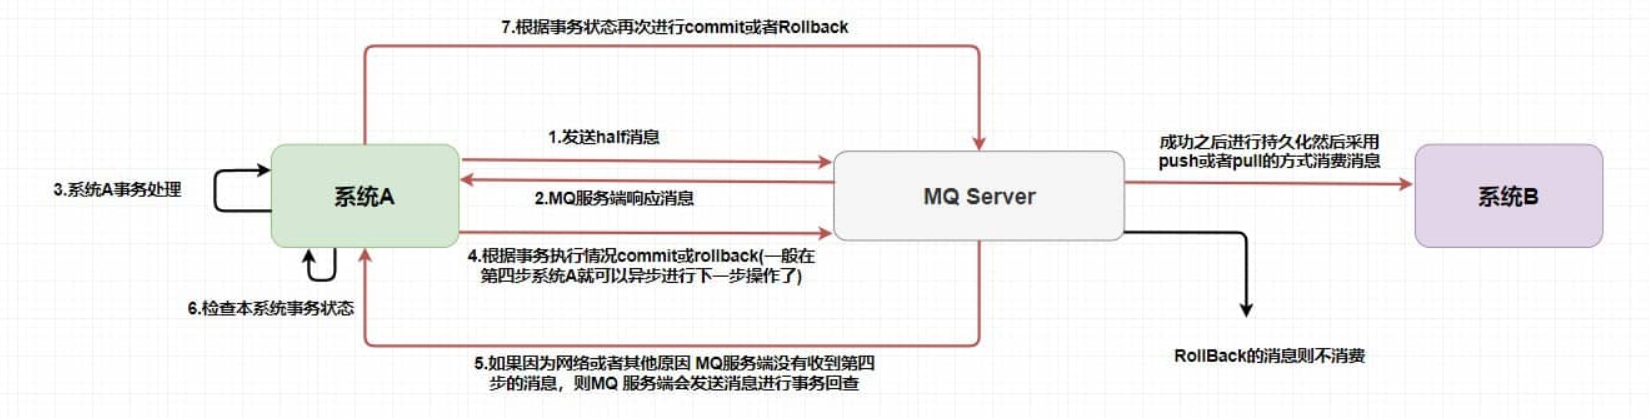 7.根据事务状态再次进行commit或者Rollback
1.发送half消息
成功之后进行持久化然后采用
push或者pull的方式消费消息
3.系统A事务处理
系统A
2.MQ服务端响应消息
MQ Server
系统B
4.根据事务执行情况commit或rollback(一般在
第四步系统A就可以异步进行下一步操作了)
6.检查本系统事务状态
5.如果因为网络或者其他原因 MQ服务端没有收到第四
步的消息，则MQ 服务端会发送消息进行事务回查
RollBack的消息则不消费